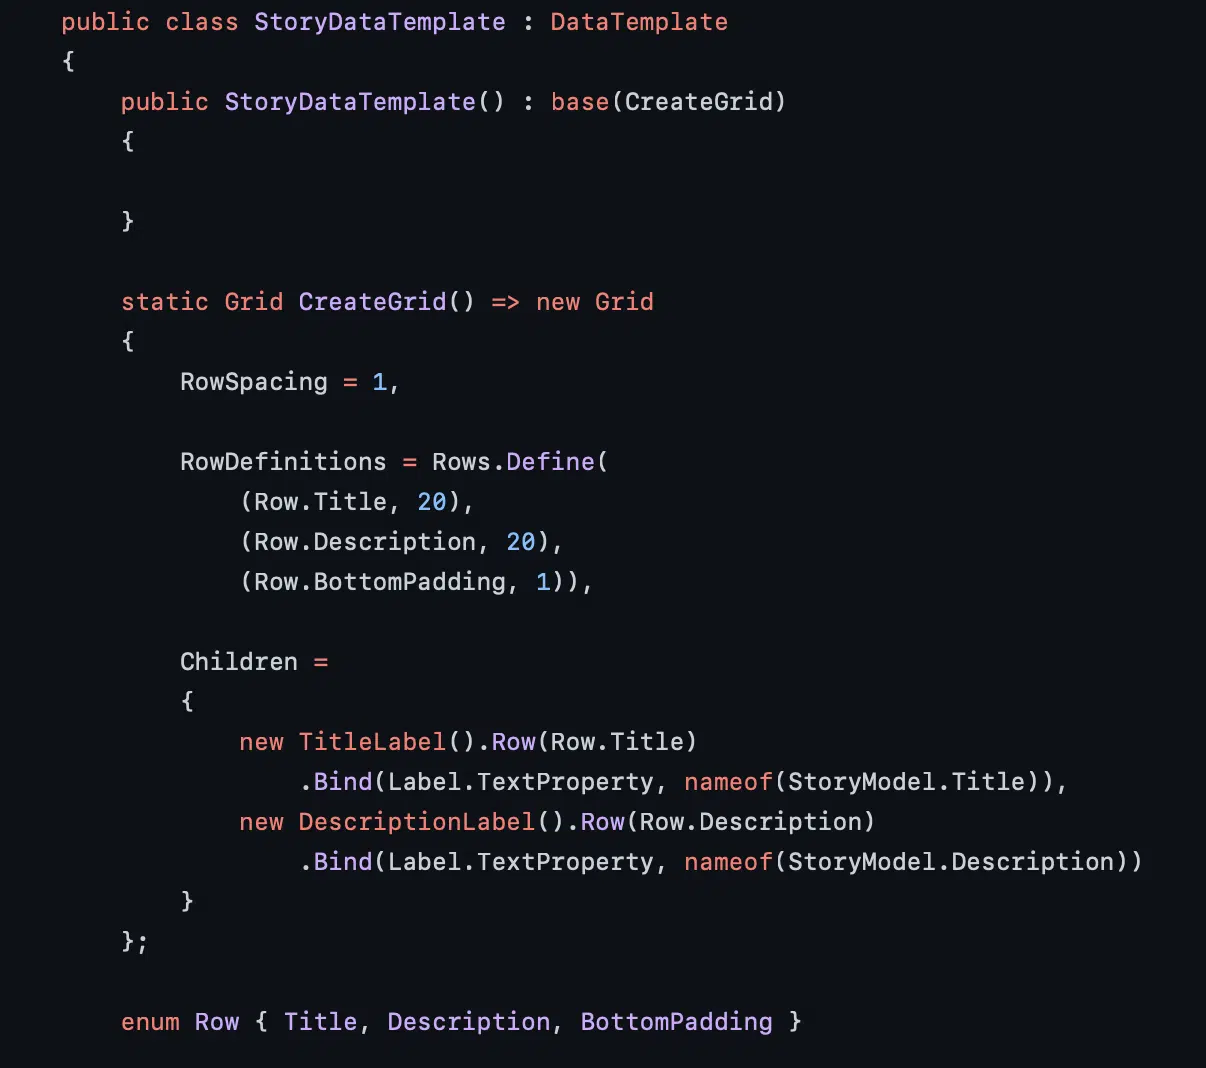 public class StoryDataTemplate : DataTemplate
{
    public StoryDataTemplate() : base(CreateGrid)
    {

    }

    static Grid CreateGrid() => new Grid
    {
        RowSpacing = 1,

        RowDefinitions = Rows.Define(
            (Row.Title, 20),
            (Row.Description, 20),
            (Row.BottomPadding, 1)),

        Children =
        {
            new TitleLabel().Row(Row.Title)
                .Bind(Label.TextProperty, nameof(StoryModel.Title)),
            new DescriptionLabel().Row(Row.Description)
                .Bind(Label.TextProperty, nameof(StoryModel.Description))
        }
    };

    enum Row { Title, Description, BottomPadding }